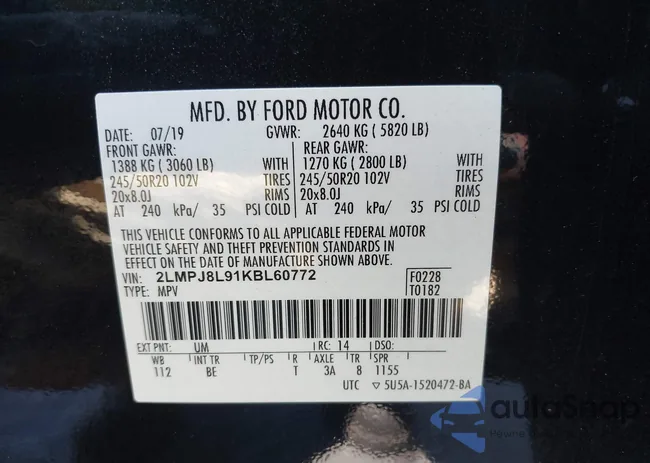 MFD. BY FORD MOTOR CO.
DATE: 07/19 GVWR: 2640 KG ( 5820 LB)
FRONT GAWR: REAR GAWR:
1388 KG ( 3060 LB) WITH 1270 KG ( 2800 LB) WITH
245/50R20 102V TIRES 245/50R20 102V TIRES
20x8.0J RIMS 20x8.0J RIMS
AT 240 kPa/ 35 PSI COLD AT 240 kPa/ 35 PSI COLD
THIS VEHICLE CONFORMS TO ALL APPLICABLE FEDERAL MOTOR
VEHICLE SAFETY AND THEFT PREVENTION STANDARDS IN
EFFECT ON THE DATE OF MANUFACTURE SHOWN ABOVE.
VIN: 2LMPJ8L91KBL60772 F0228
TYPE: MPV T0182
EXT PNT: UM RC: 14 DSO:
WB INT TR TP/PS R AXLE TR SPR
112 BE T 3A 8 1155
UTC ▽5U5A-1520472-BA
autoSnap